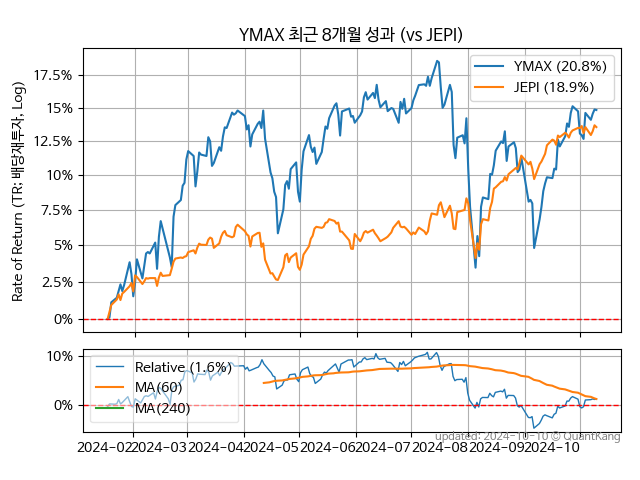 YMAX 최근 8개월 성과 (vs JEPI)
Rate of Return (TR: 배당재투자, Log)
17.5%
15%
12.5%
10%
7.5%
5%
2.5%
0%
YMAX (20.8%)
JEPI (18.9%)
10%
0%
Relative (1.6%)
MA(60)
MA(240)
2024-02 2024-03 2024-04 2024-05 2024-06 2024-07 2024-08 2024-09 2024-10
updated: 2024-10-10 © QuantKang